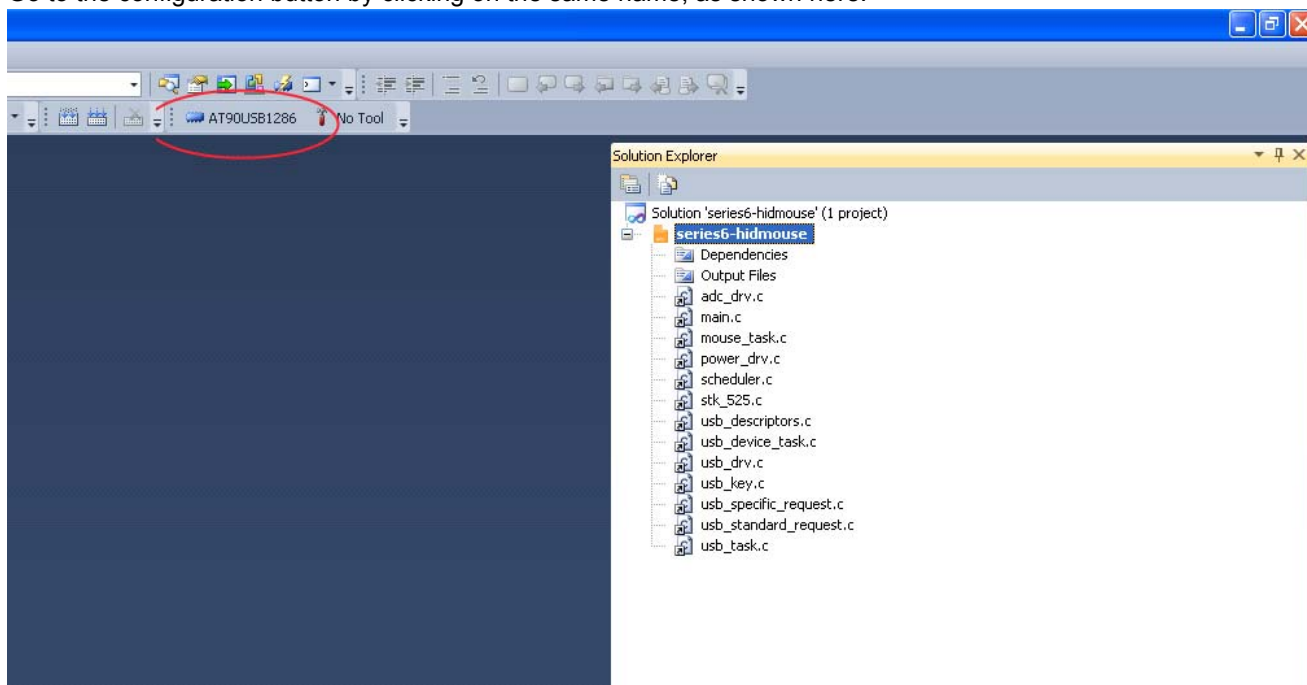 Go to the configuration button by clicking on the same name, as shown here:
AT90USB1286 No Tool
Solution Explorer
Solution 'series6-hidmouse' (1 project)
series6-hidmouse
Dependencies
Output Files
adc_drv.c
main.c
mouse_task.c
power_drv.c
scheduler.c
stk_525.c
usb_descriptors.c
usb_device_task.c
usb_drv.c
usb_key.c
usb_specific_request.c
usb_standard_request.c
usb_task.c